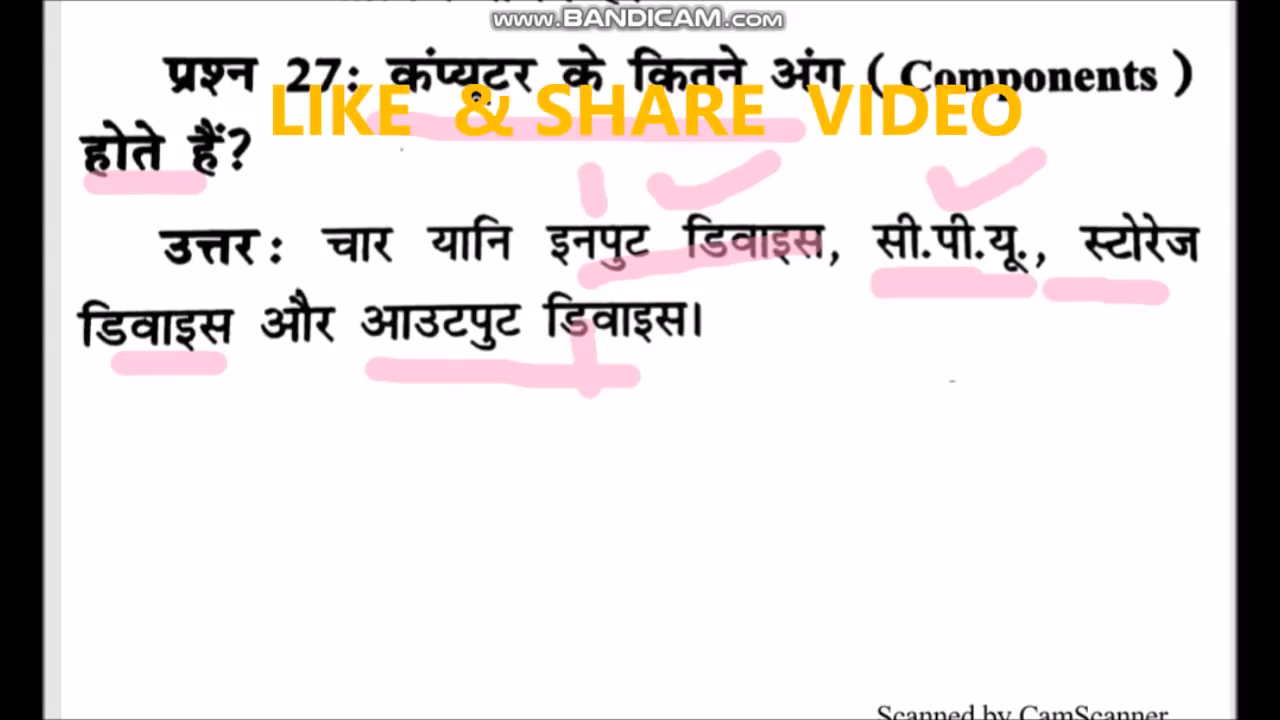 www.BANDICAM.com
प्रश्न 27: कंप्यूटर के कितने अंग ( Components )
LIKE & SHARE VIDEO
होते हैं?
उत्तर: चार यानि इनपुट डिवाइस, सी.पी.यू., स्टोरेज
डिवाइस और आउटपुट डिवाइस।
Scanned by CamScanner